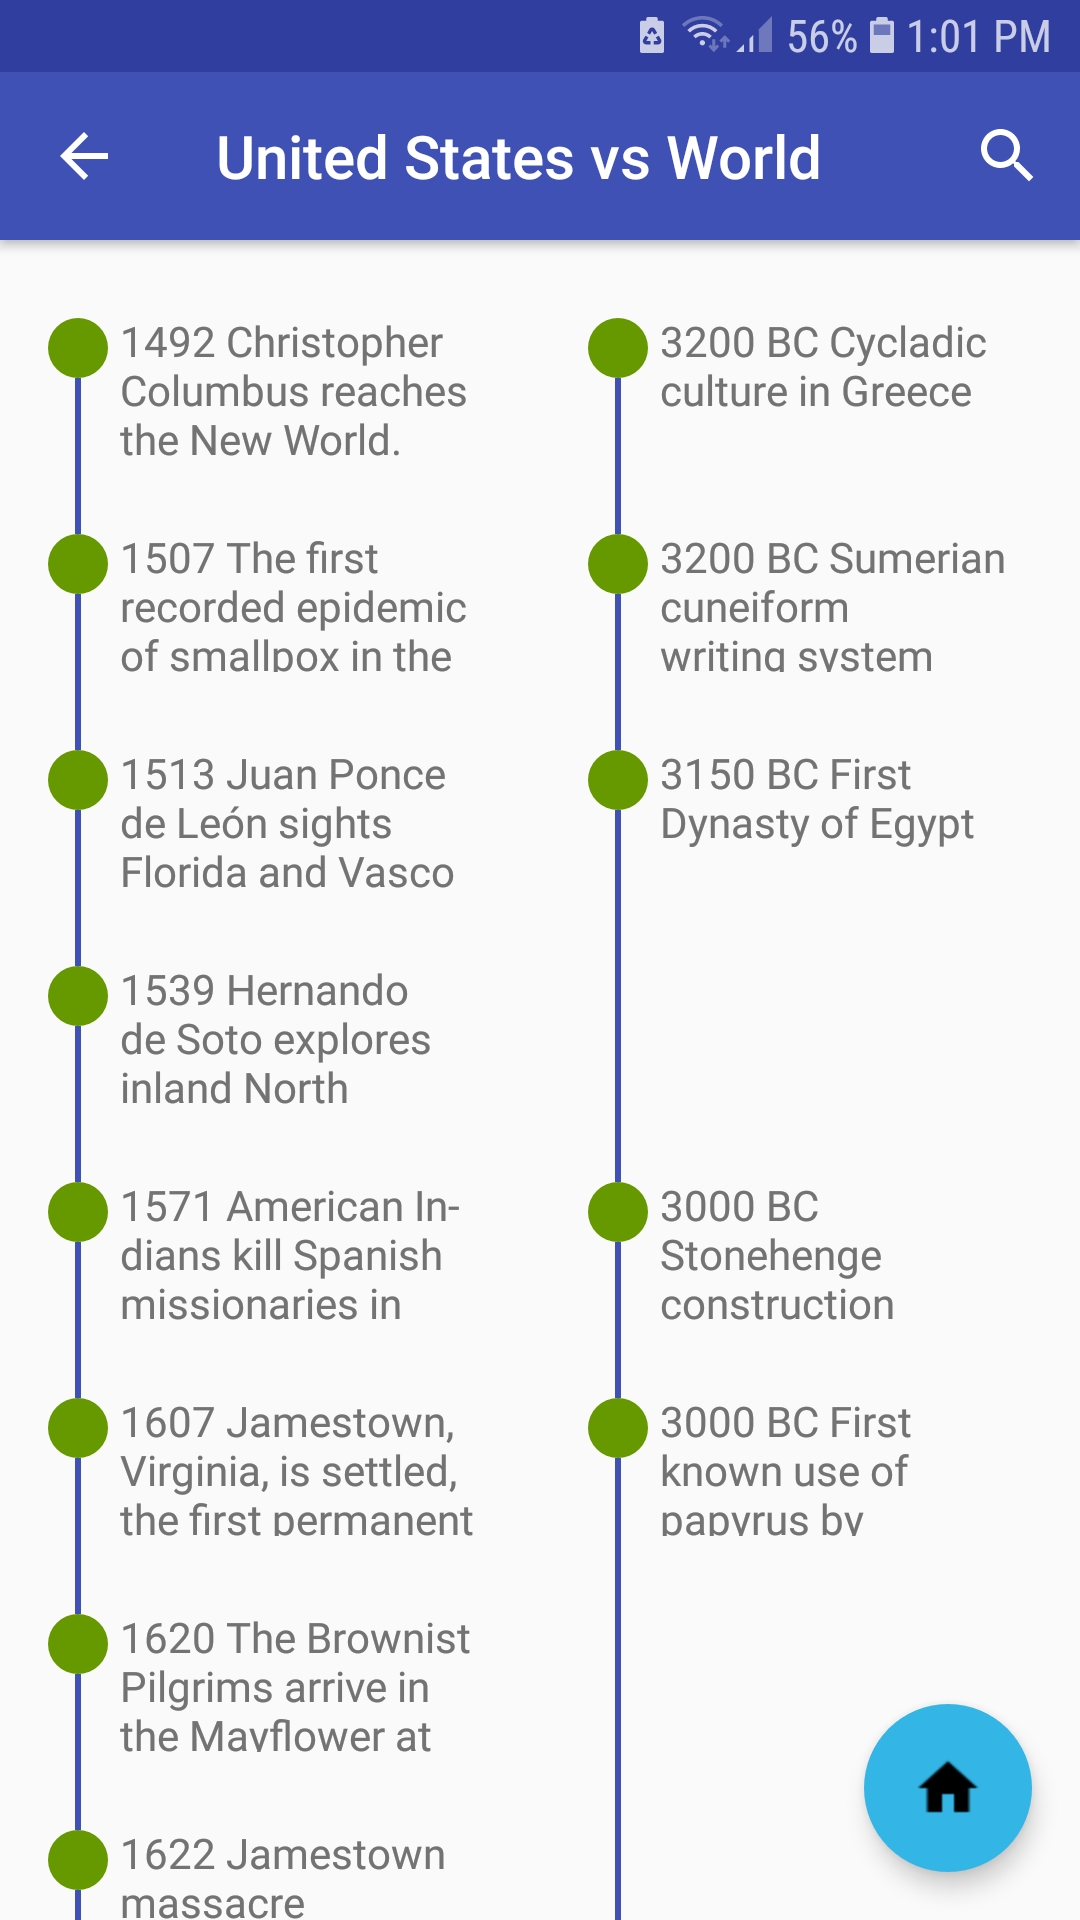 56% 1:01 PM
United States vs World
1492 Christopher
Columbus reaches
the New World.
1507 The first
recorded epidemic
of smallpox in the
1513 Juan Ponce
de León sights
Florida and Vasco
1539 Hernando
de Soto explores
inland North
1571 American In-
dians kill Spanish
missionaries in
1607 Jamestown,
Virginia, is settled,
the first permanent
1620 The Brownist
Pilgrims arrive in
the Mayflower at
1622 Jamestown
massacre
3200 BC Cycladic
culture in Greece
3200 BC Sumerian
cuneiform
writing system
3150 BC First
Dynasty of Egypt
3000 BC
Stonehenge
construction
3000 BC First
known use of
papyrus by